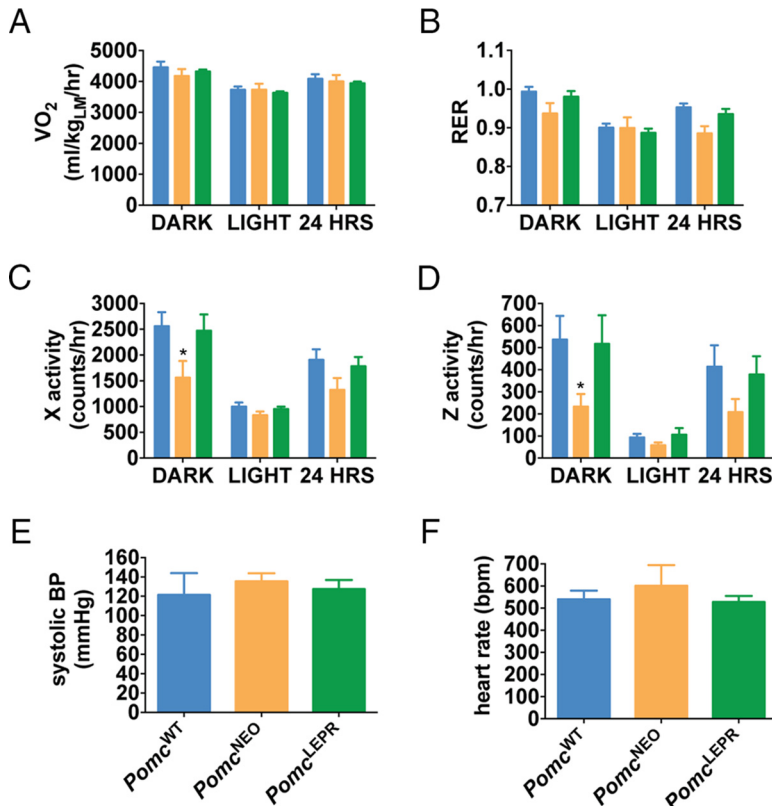 A
VO2
(ml/kgLM/hr)
5000
4000
3000
2000
1000
0
DARK LIGHT 24 HRS
B
RER
1.1
1.0
0.9
0.8
0.7
DARK LIGHT 24 HRS
C
X activity
(counts/hr)
3000
2500
2000
1500
1000
500
0
*
DARK LIGHT 24 HRS
D
Z activity
(counts/hr)
700
600
500
400
300
200
100
0
*
DARK LIGHT 24 HRS
E
systolic BP
(mmHg)
160
140
120
100
80
60
40
20
0
PomcWT
PomcNEO
PomcLEPR
F
heart rate (bpm)
700
600
500
400
300
200
100
0
PomcWT
PomcNEO
PomcLEPR